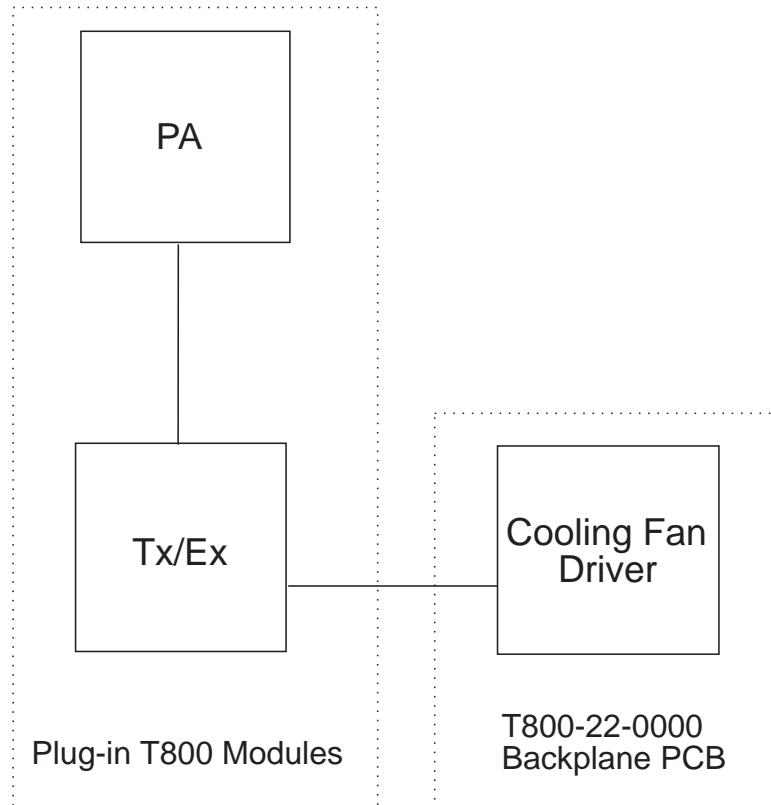 PA
Tx/Ex
Cooling Fan
Driver
Plug-in T800 Modules
T800-22-0000
Backplane PCB